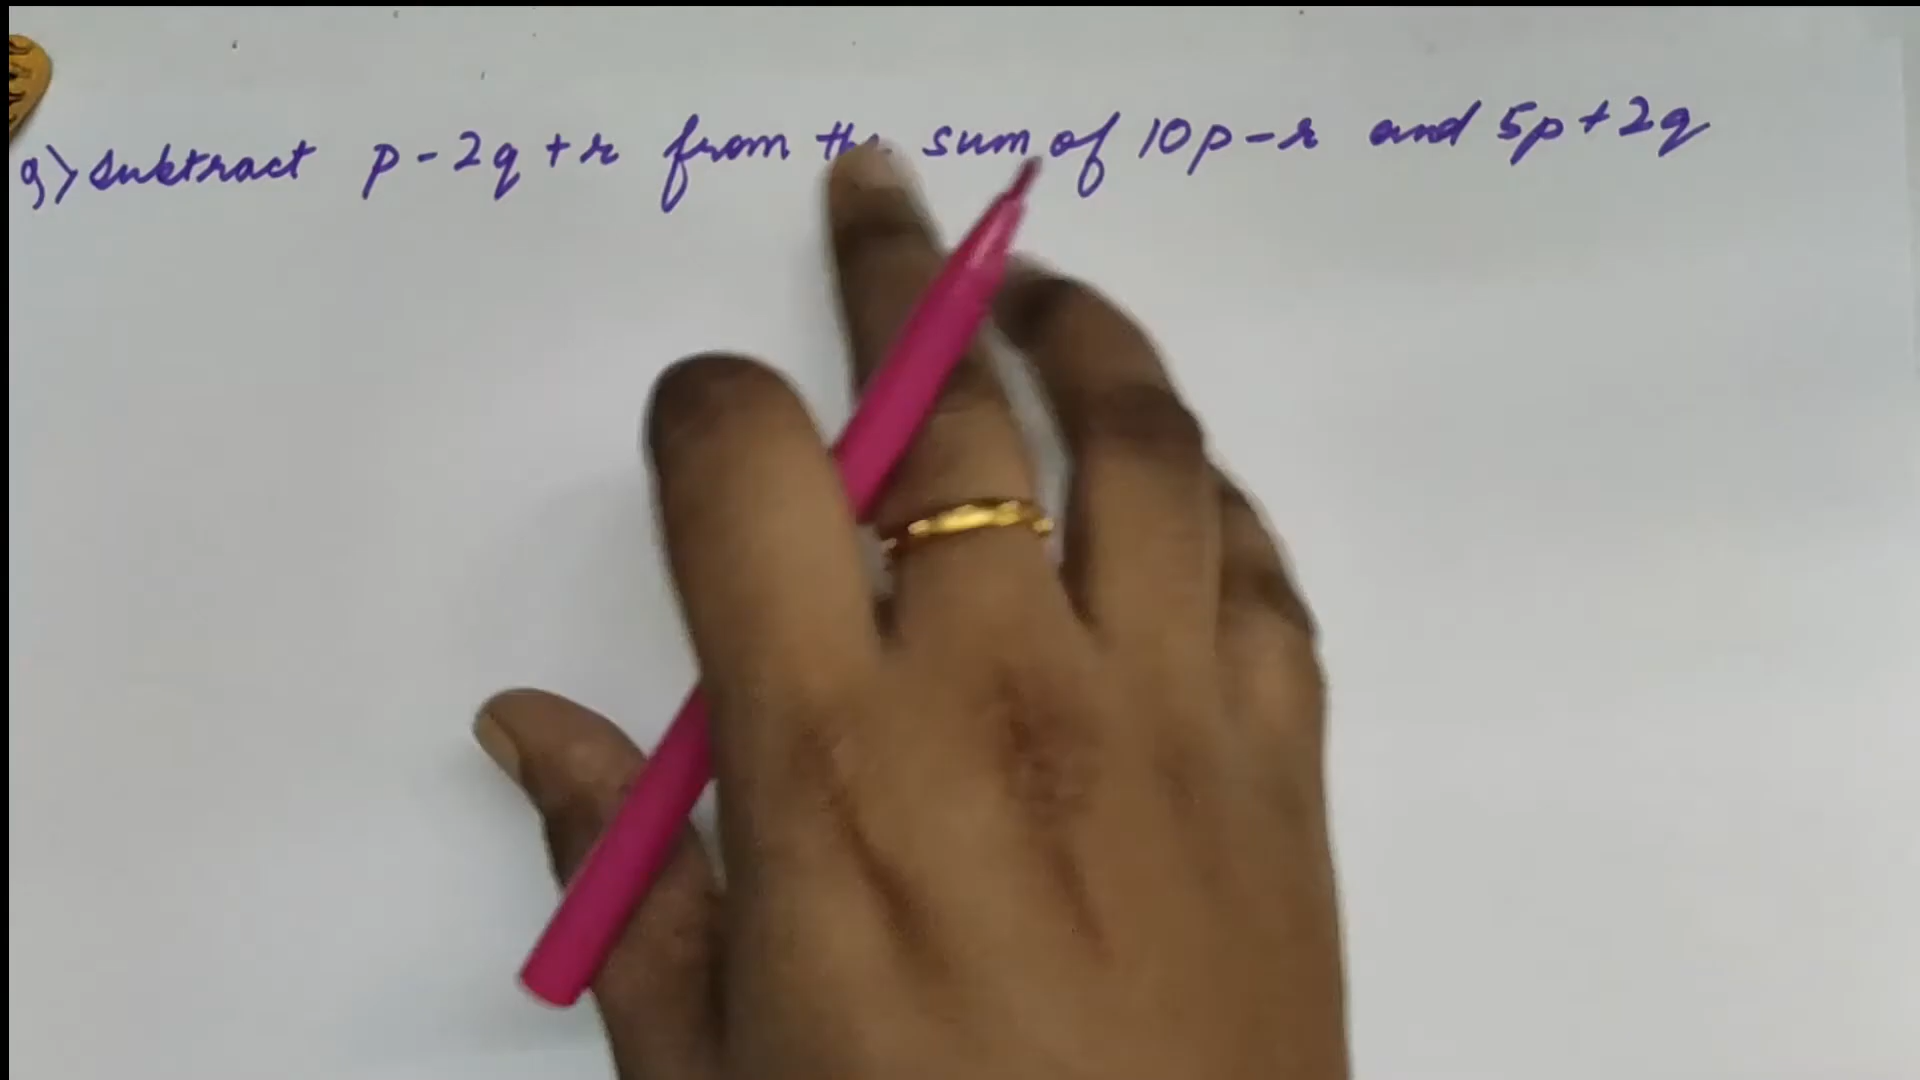 9) subtract p - 2q + r from the sum of 10p - r and 5p + 2q